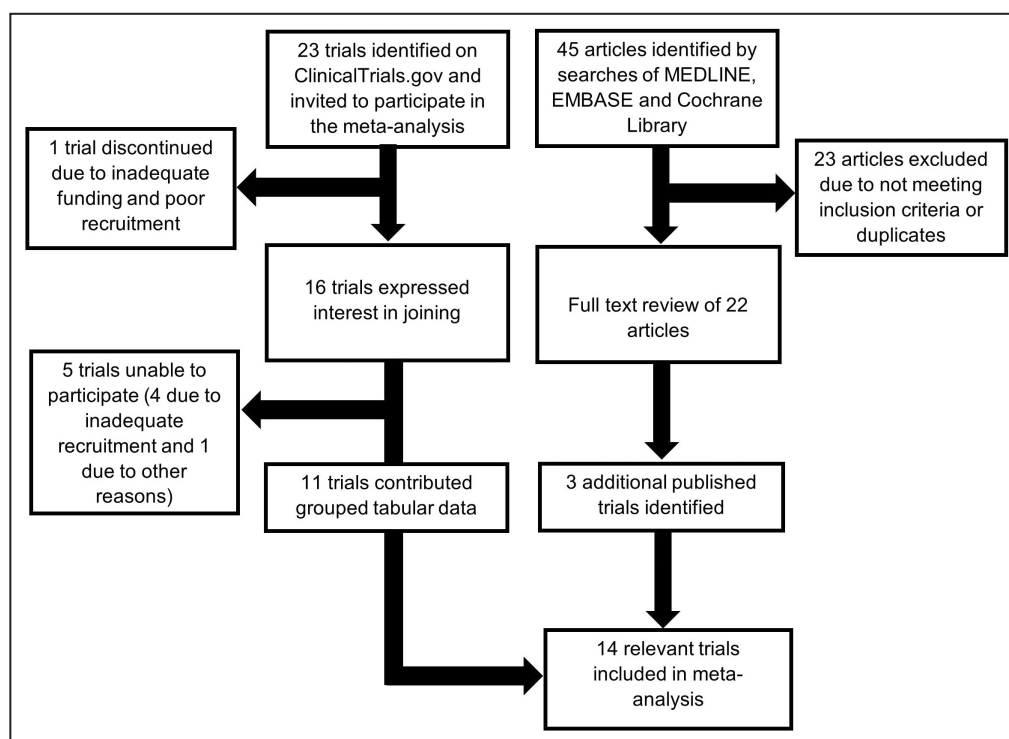 23 trials identified on
ClinicalTrials.gov and
invited to participate in
the meta-analysis
45 articles identified by
searches of MEDLINE,
EMBASE and Cochrane
Library
1 trial discontinued
due to inadequate
funding and poor
recruitment
23 articles excluded
due to not meeting
inclusion criteria or
duplicates
16 trials expressed
interest in joining
Full text review of 22
articles
5 trials unable to
participate (4 due to
inadequate
recruitment and 1
due to other
reasons)
11 trials contributed
grouped tabular data
3 additional published
trials identified
14 relevant trials
included in meta-
analysis